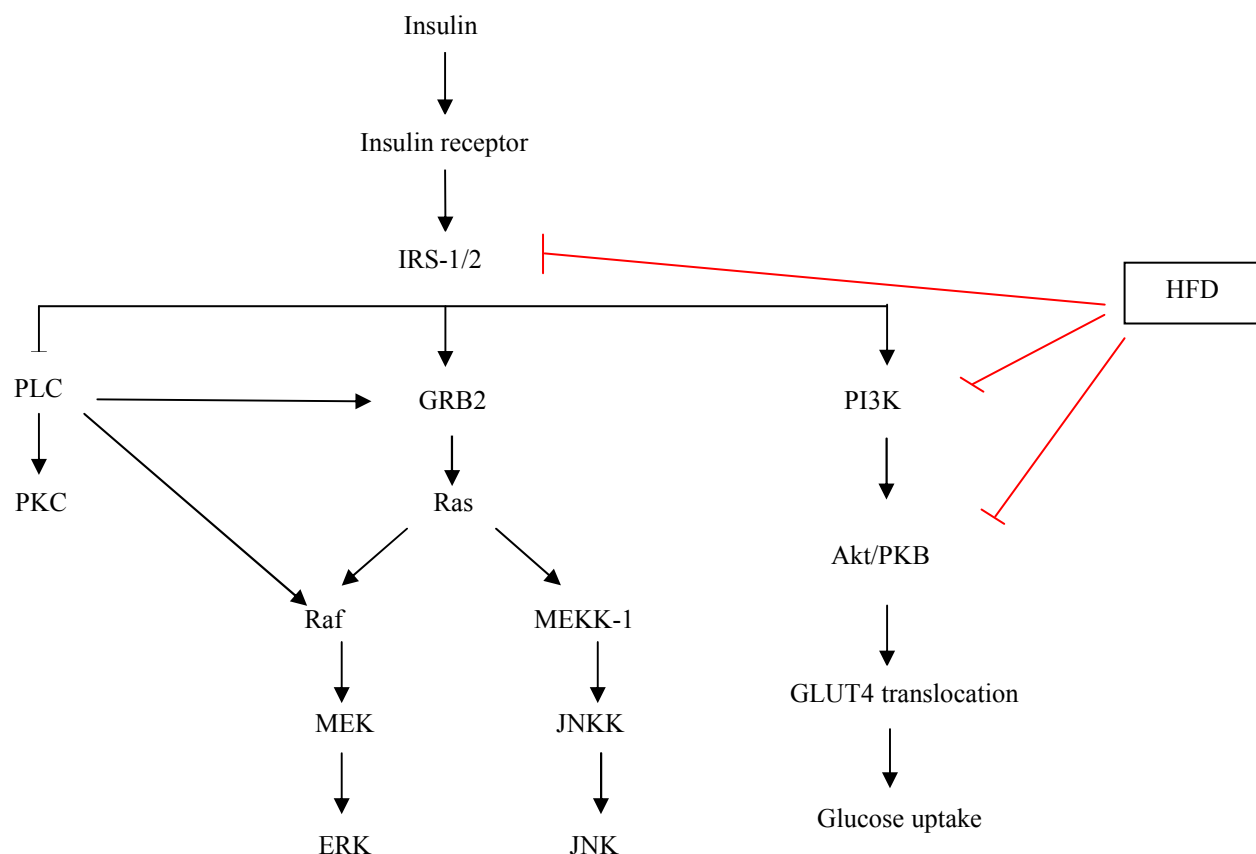 Insulin
Insulin receptor
IRS-1/2
HFD
PLC
GRB2
PI3K
PKC
Ras
Akt/PKB
Raf
MEKK-1
GLUT4 translocation
MEK
JNKK
Glucose uptake
ERK
JNK